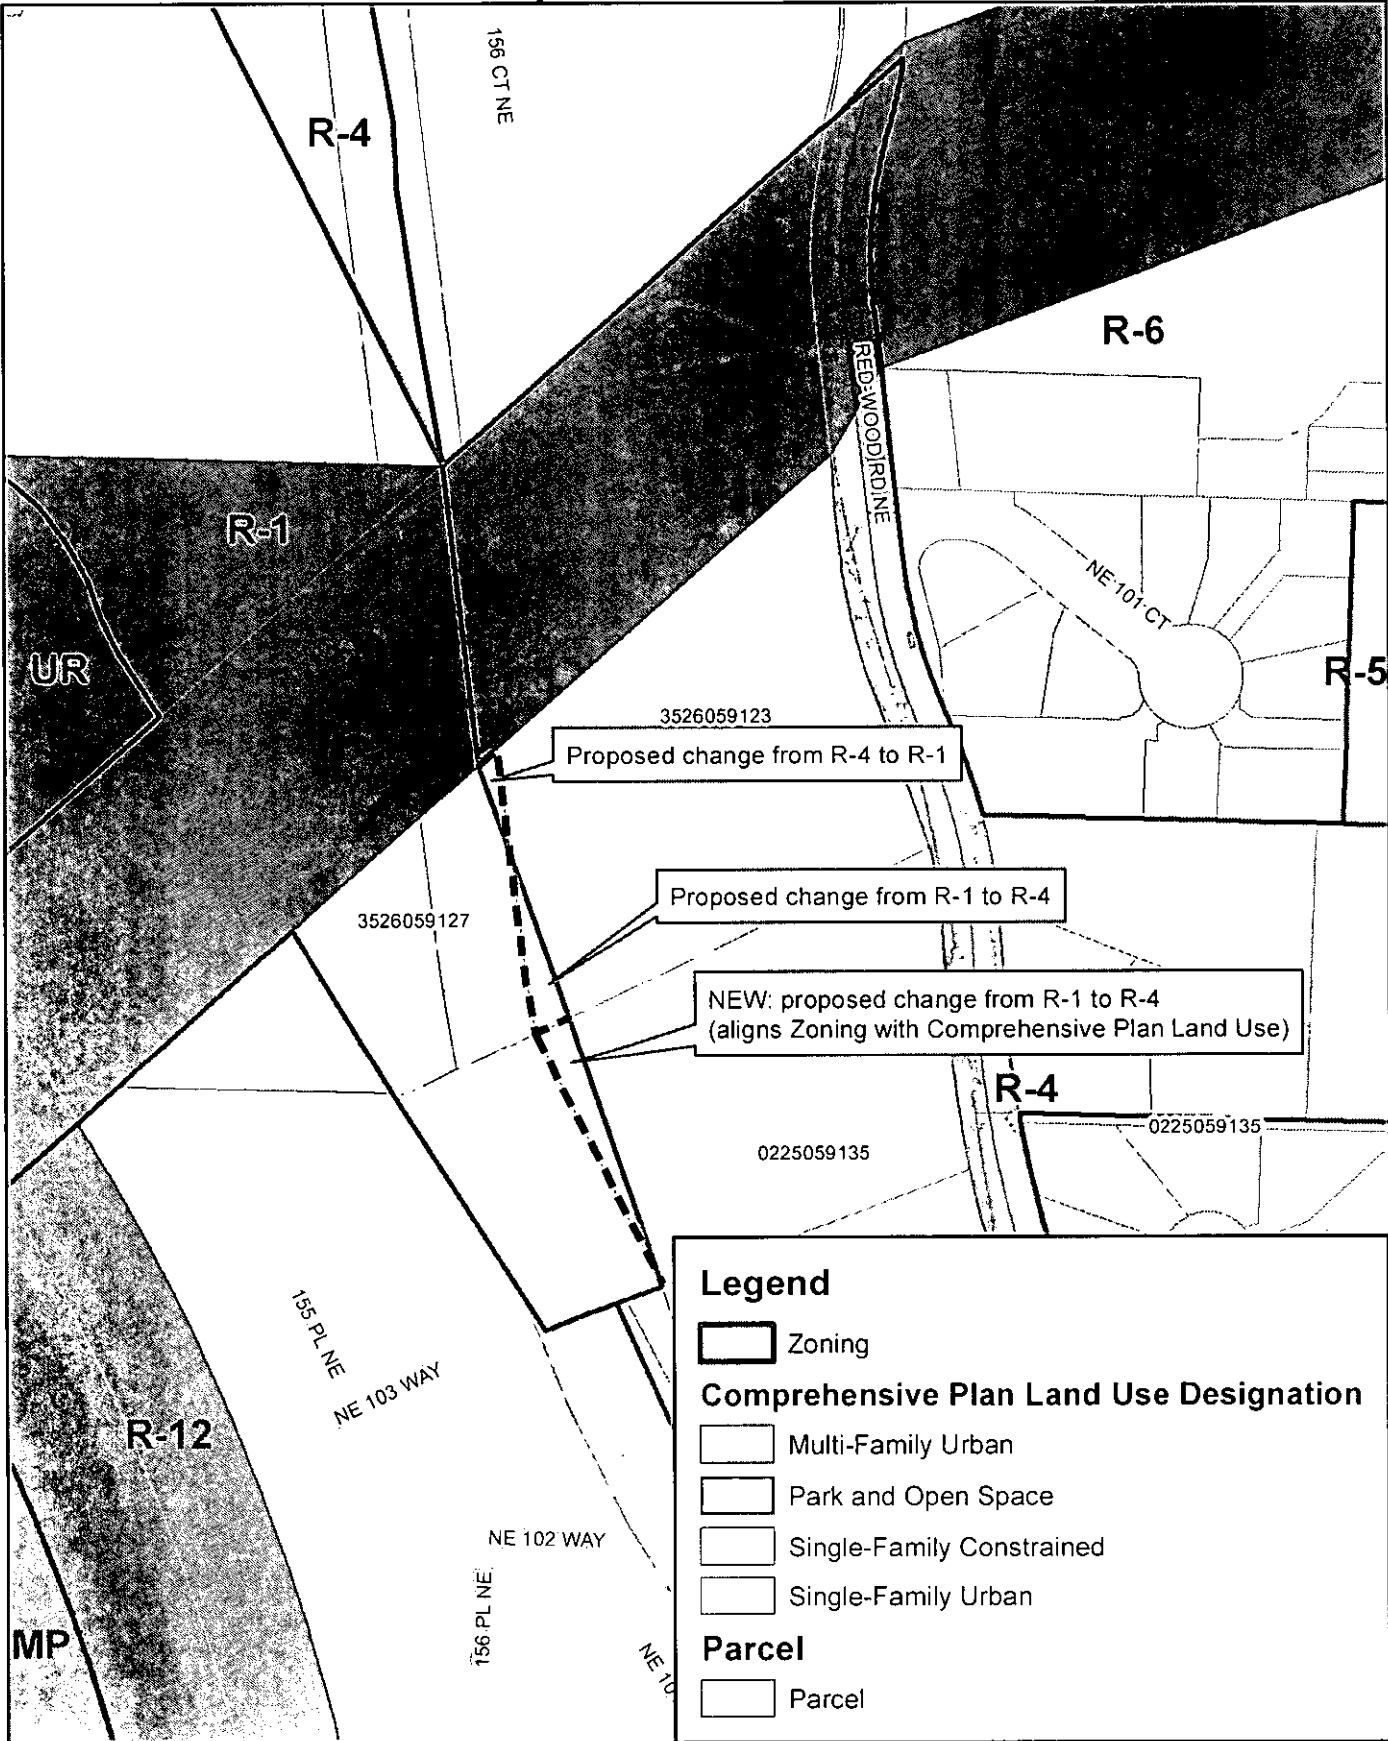 156 CT NE
R-4
R-6
RED-WOOD RD NE
R-1
NE 101 CT
UR
R-5
3526059123
Proposed change from R-4 to R-1
Proposed change from R-1 to R-4
3526059127
NEW: proposed change from R-1 to R-4
(aligns Zoning with Comprehensive Plan Land Use)
R-4
0225059135
0225059135
155 PL NE
NE 103 WAY
R-12
NE 102 WAY
156 PL NE
MP
NE 10
Legend
Zoning
Comprehensive Plan Land Use Designation
Multi-Family Urban
Park and Open Space
Single-Family Constrained
Single-Family Urban
Parcel
Parcel